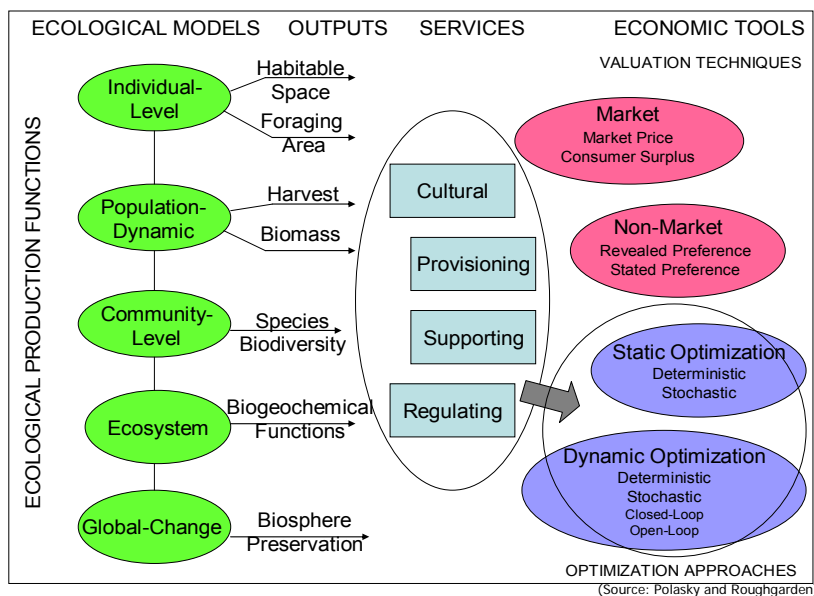 ECOLOGICAL MODELS OUTPUTS SERVICES ECONOMIC TOOLS
VALUATION TECHNIQUES
ECOLOGICAL PRODUCTION FUNCTIONS
Individual-
Level
Population-
Dynamic
Community-
Level
Ecosystem
Global-Change
Habitable
Space
Foraging
Area
Harvest
Biomass
Species
Biodiversity
Biogeochemical
Functions
Biosphere
Preservation
Cultural
Provisioning
Supporting
Regulating
Market
Market Price
Consumer Surplus
Non-Market
Revealed Preference
Stated Preference
Static Optimization
Deterministic
Stochastic
Dynamic Optimization
Deterministic
Stochastic
Closed-Loop
Open-Loop
OPTIMIZATION APPROACHES
(Source: Polasky and Roughgarden